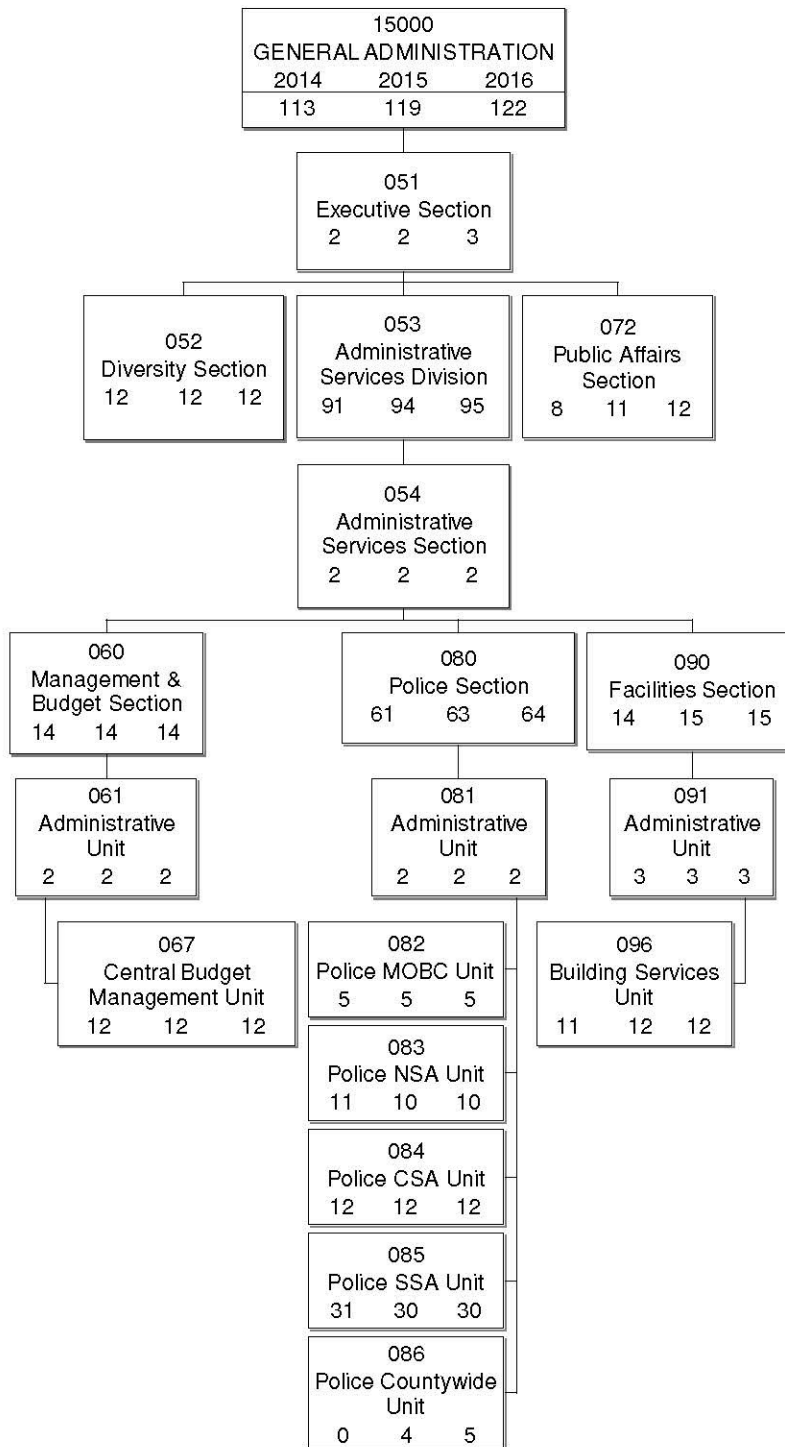 15000
GENERAL ADMINISTRATION
2014 2015 2016
113 119 122
051
Executive Section
2 2 3
052
Diversity Section
12 12 12
053
Administrative
Services Division
91 94 95
072
Public Affairs
Section
8 11 12
054
Administrative
Services Section
2 2 2
060
Management &
Budget Section
14 14 14
080
Police Section
61 63 64
090
Facilities Section
14 15 15
061
Administrative
Unit
2 2 2
081
Administrative
Unit
2 2 2
091
Administrative
Unit
3 3 3
067
Central Budget
Management Unit
12 12 12
082
Police MOBC Unit
5 5 5
096
Building Services
Unit
11 12 12
083
Police NSA Unit
11 10 10
084
Police CSA Unit
12 12 12
085
Police SSA Unit
31 30 30
086
Police Countywide
Unit
0 4 5